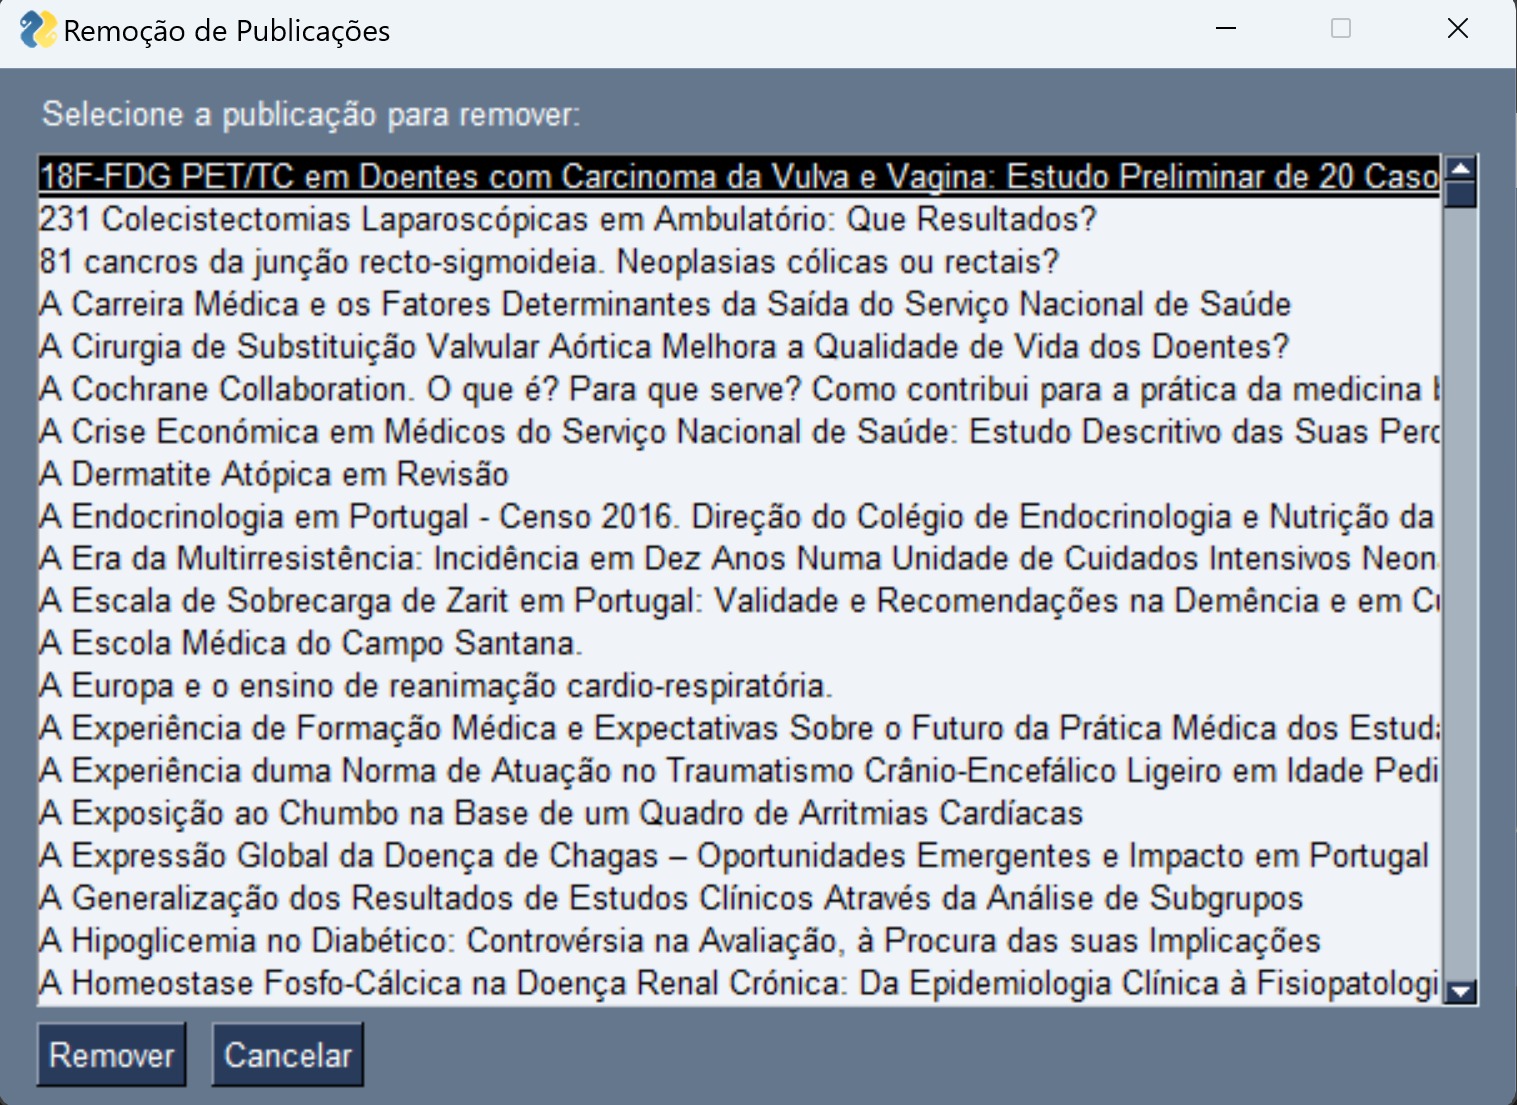 Remoção de Publicações
Selecione a publicação para remover:
18F-FDG PET/TC em Doentes com Carcinoma da Vulva e Vagina: Estudo Preliminar de 20 Caso
231 Colecistectomias Laparoscópicas em Ambulatório: Que Resultados?
81 cancros da junção recto-sigmoideia. Neoplasias cólicas ou rectais?
A Carreira Médica e os Fatores Determinantes da Saída do Serviço Nacional de Saúde
A Cirurgia de Substituição Valvular Aórtica Melhora a Qualidade de Vida dos Doentes?
A Cochrane Collaboration. O que é? Para que serve? Como contribui para a prática da medicina
A Crise Económica em Médicos do Serviço Nacional de Saúde: Estudo Descritivo das Suas
A Dermatite Atópica em Revisão
A Endocrinologia em Portugal - Censo 2016. Direção do Colégio de Endocrinologia e Nutrição da
A Era da Multirresistência: Incidência em Dez Anos Numa Unidade de Cuidados Intensivos Neon
A Escala de Sobrecarga de Zarit em Portugal: Validade e Recomendações na Demência e em
A Escola Médica do Campo Santana.
A Europa e o ensino de reanimação cardio-respiratória.
A Experiência de Formação Médica e Expectativas Sobre o Futuro da Prática Médica dos Estud
A Experiência duma Norma de Atuação no Traumatismo Crânio-Encefálico Ligeiro em Idade Pedi
A Exposição ao Chumbo na Base de um Quadro de Arritmias Cardíacas
A Expressão Global da Doença de Chagas – Oportunidades Emergentes e Impacto em Portugal
A Generalização dos Resultados de Estudos Clínicos Através da Análise de Subgrupos
A Hipoglicemia no Diabético: Controvérsia na Avaliação, à Procura das suas Implicações
A Homeostase Fosfo-Cálcica na Doença Renal Crónica: Da Epidemiologia Clínica à Fisiopatologi
Remover
Cancelar